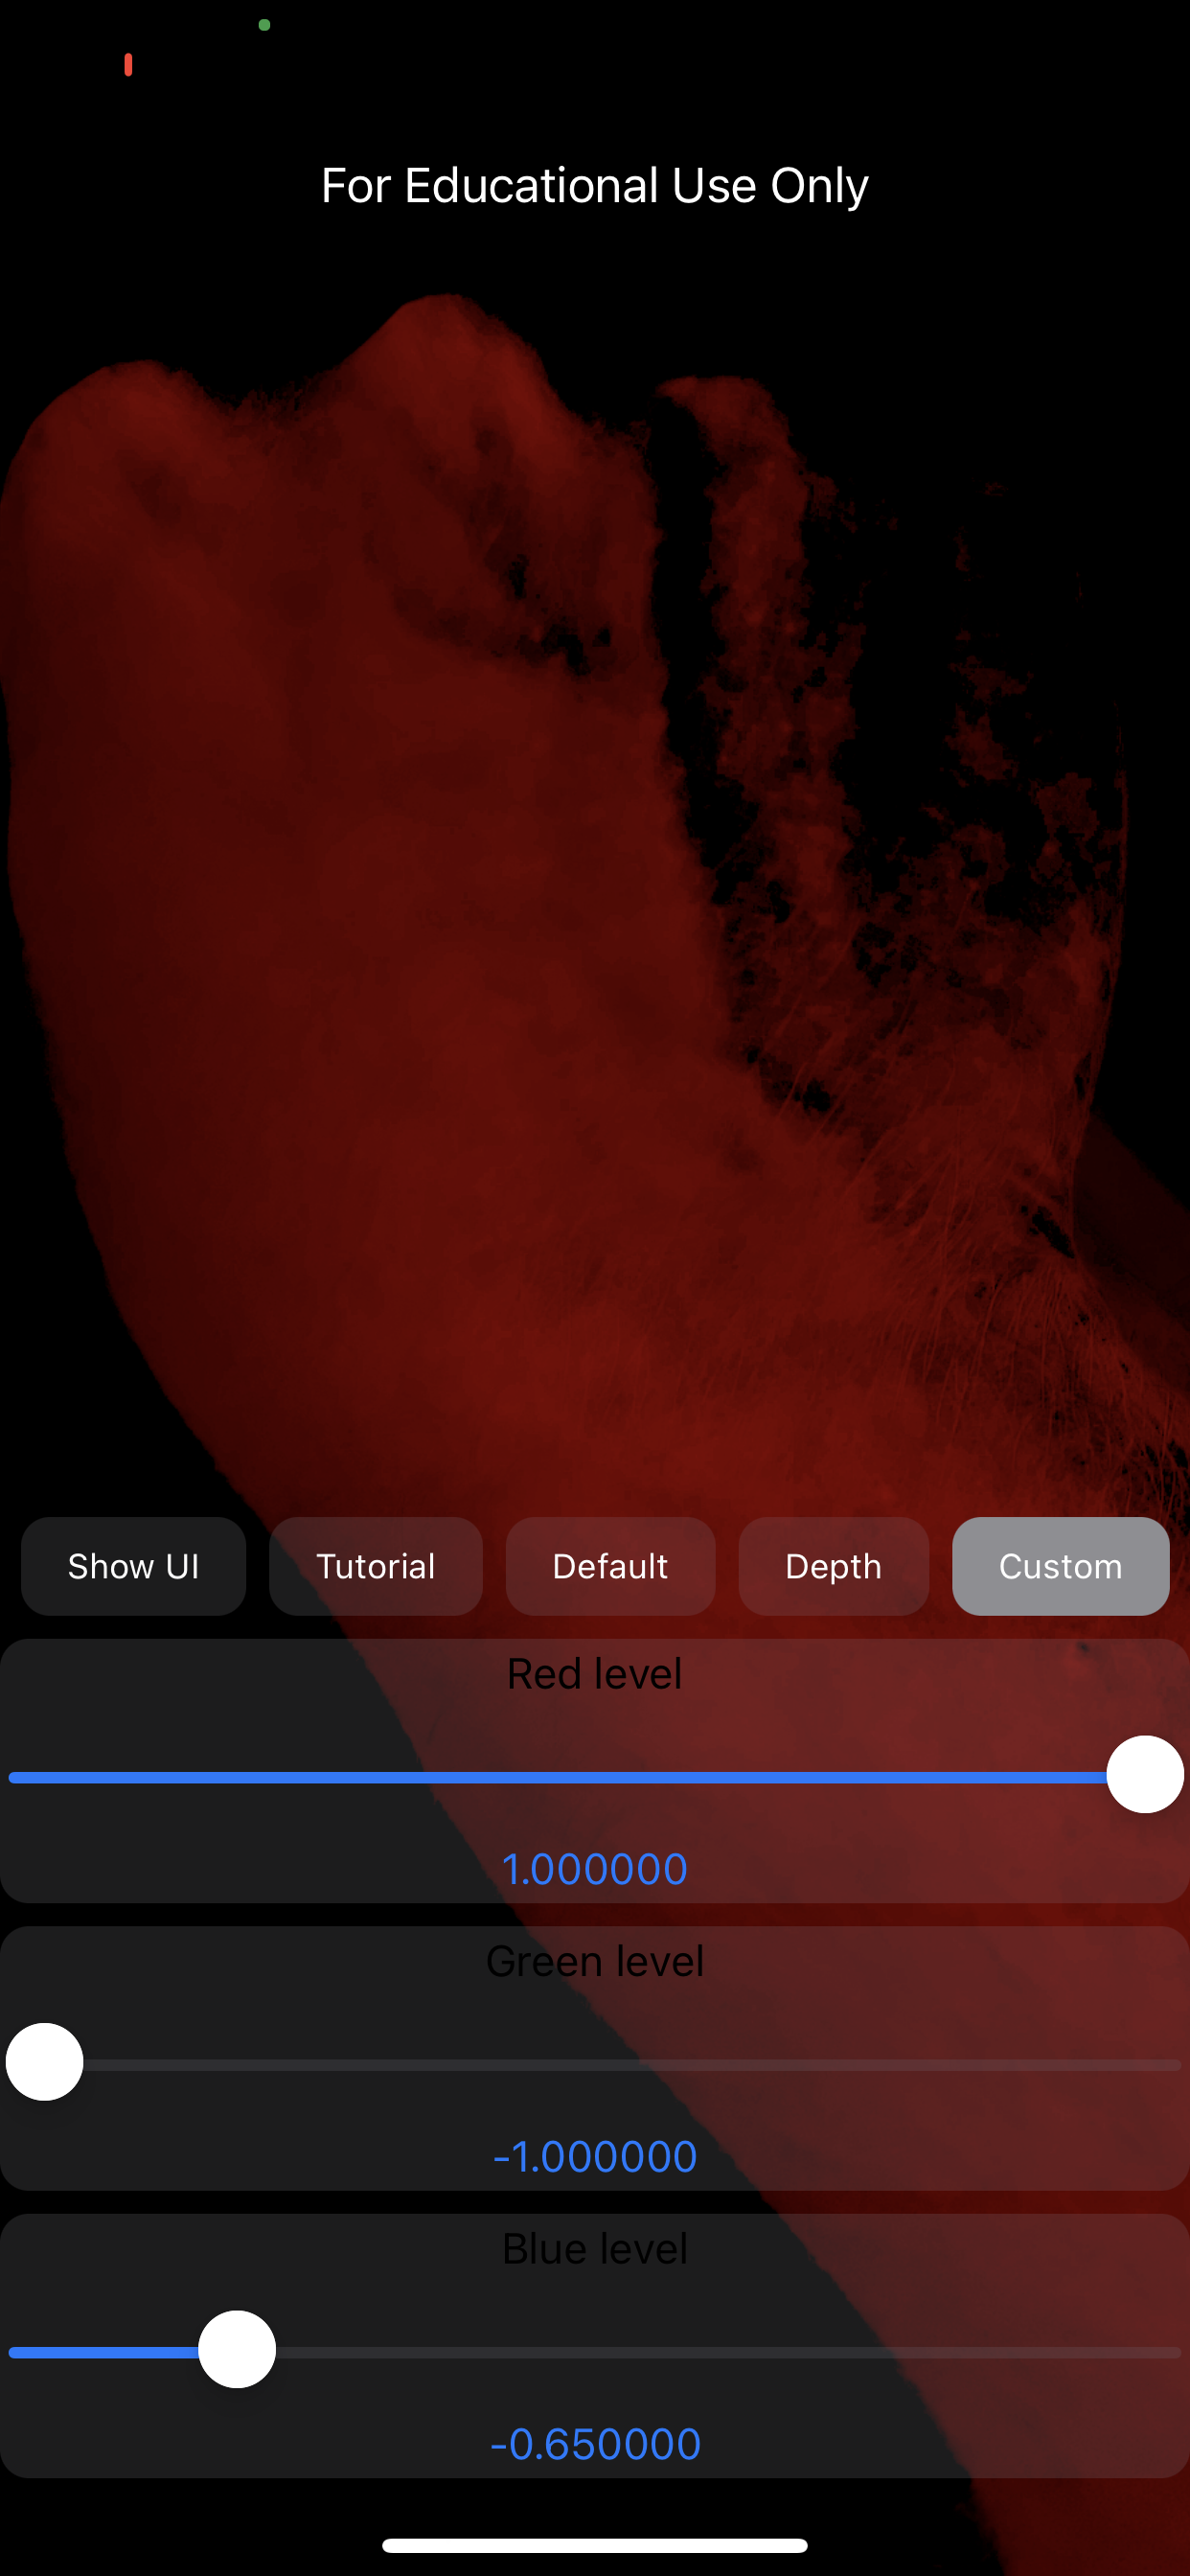 For Educational Use Only
Show UI
Tutorial
Default
Depth
Custom
Red level
1.000000
Green level
-1.000000
Blue level
-0.650000